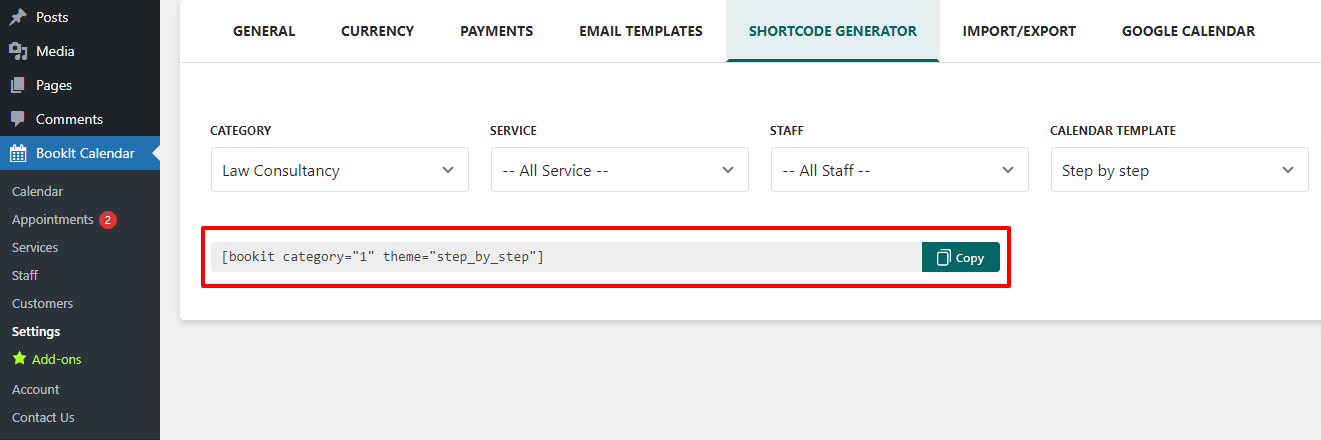 Posts
Media
Pages
Comments
BookIt Calendar
Calendar
Appointments 2
Services
Staff
Customers
Settings
Add-ons
Account
Contact Us
GENERAL CURRENCY PAYMENTS EMAIL TEMPLATES SHORTCODE GENERATOR IMPORT/EXPORT GOOGLE CALENDAR
CATEGORY SERVICE STAFF CALENDAR TEMPLATE
Law Consultancy -- All Service -- -- All Staff -- Step by step
[bookit category="1" theme="step_by_step"] Copy